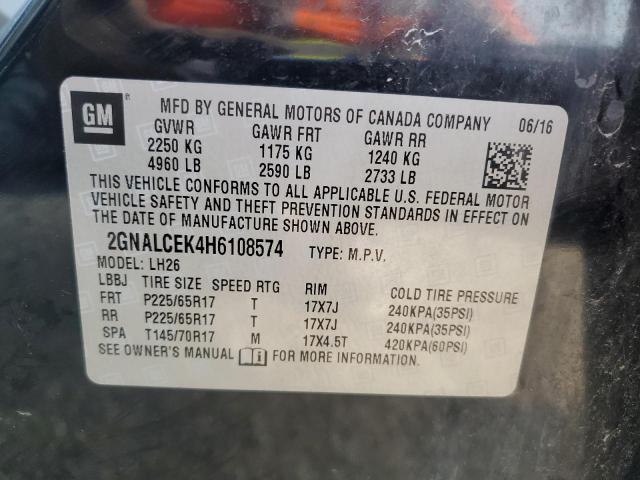 GM ®
MFD BY GENERAL MOTORS OF CANADA COMPANY 06/16
GVWR GAWR FRT GAWR RR
2250 KG 1175 KG 1240 KG
4960 LB 2590 LB 2733 LB
THIS VEHICLE CONFORMS TO ALL APPLICABLE U.S. FEDERAL MOTOR
VEHICLE SAFETY AND THEFT PREVENTION STANDARDS IN EFFECT ON
THE DATE OF MANUFACTURE SHOWN ABOVE.
2GNALCEK4H6108574 TYPE: M.P.V.
MODEL: LH26
LBBJ TIRE SIZE SPEED RTG RIM COLD TIRE PRESSURE
FRT P225/65R17 T 17X7J 240KPA(35PSI)
RR P225/65R17 T 17X7J 240KPA(35PSI)
SPA T145/70R17 M 17X4.5T 420KPA(60PSI)
SEE OWNER'S MANUAL FOR MORE INFORMATION.